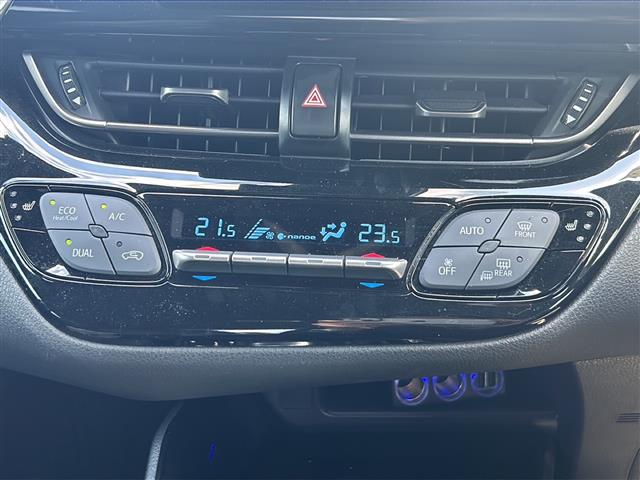 21.5 nanoe 23.5
ECO Heat/Cool
A/C
DUAL
AUTO
FRONT
OFF
REAR